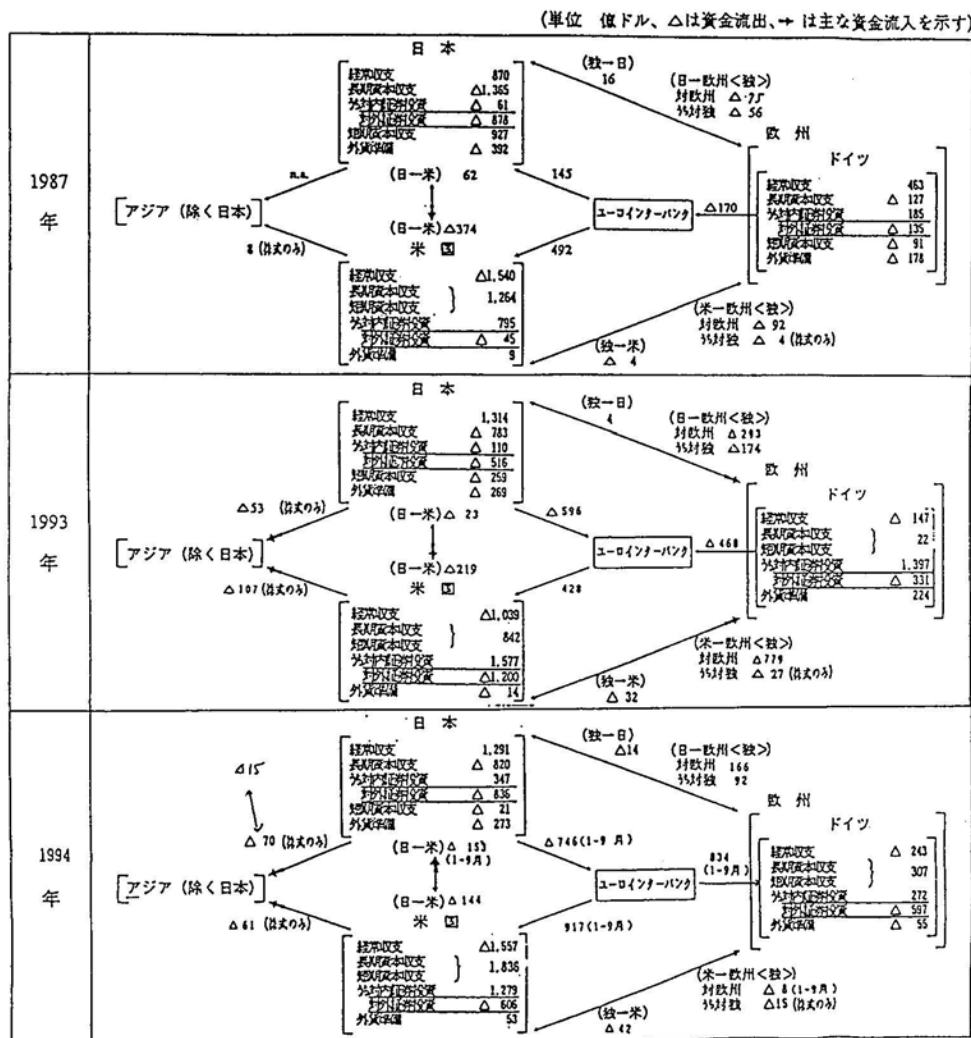 (単位 億ドル、△は資金流出、→ は主な資金流入を示す)
1987年
日 本
経常収支 870
長期資本収支 △1,365
うち対内証券投資 △ 61
対外証券投資 △ 878
短期資本収支 927
外貨準備 △ 392
(独―日)
16
(日―欧州<独>)
対欧州 △ 75
うち対独 △ 56
欧 州
ドイツ
経常収支 463
長期資本収支 △ 127
うち対内証券投資 185
対外証券投資 △ 135
短期資本収支 △ 91
外貨準備 △ 178
n.a.
(日―米) 62
145
アジア (除く日本)
ユーロインターバンク
△170
(日―米) △374
8 (株式のみ)
492
米 国
経常収支 △1,540
長期資本収支
短期資本収支
1,264
うち対内証券投資 795
対外証券投資 △ 45
外貨準備 9
(米―欧州<独>)
対欧州 △ 92
うち対独 △ 4 (株式のみ)
(独―米)
△ 4
1993年
日 本
経常収支 1,314
長期資本収支 △ 783
うち対内証券投資 △ 110
対外証券投資 △ 516
短期資本収支 △ 259
外貨準備 △ 269
(独―日)
4
(日―欧州<独>)
対欧州 △ 293
うち対独 △174
欧 州
ドイツ
経常収支 △ 147
長期資本収支
短期資本収支
22
うち対内証券投資 1,397
対外証券投資 △ 331
外貨準備 224
△53 (株式のみ)
(日―米) △ 23
△ 596
アジア (除く日本)
ユーロインターバンク
△ 468
(日―米) △219
△107 (株式のみ)
428
米 国
経常収支 △1,039
長期資本収支
短期資本収支
842
うち対内証券投資 1,577
対外証券投資 △1,200
外貨準備 △ 14
(米―欧州<独>)
対欧州 △779
うち対独 △ 27 (株式のみ)
(独―米)
△ 32
1994年
日 本
経常収支 1,291
長期資本収支 △ 820
うち対内証券投資 347
対外証券投資 △ 836
短期資本収支 △ 21
外貨準備 △ 273
(独―日)
△14
(日―欧州<独>)
対欧州 166
うち対独 92
欧 州
ドイツ
経常収支 △ 243
長期資本収支
短期資本収支
307
うち対内証券投資 272
対外証券投資 △ 597
外貨準備 △ 55
△15
△ 70 (株式のみ)
(日―米) △ 153
(1-9月)
△ 746(1-9 月)
834
(1-9月)
アジア (除く日本)
ユーロインターバンク
(日―米) △ 144
△ 61 (株式のみ)
917(1-9月)
米 国
経常収支 △1,557
長期資本収支
短期資本収支
1,836
うち対内証券投資 1,279
対外証券投資 △ 606
外貨準備 53
(米―欧州<独>)
対欧州 △ 8 (1-9月)
うち対独 △15 (株式のみ)
(独―米)
△ 42